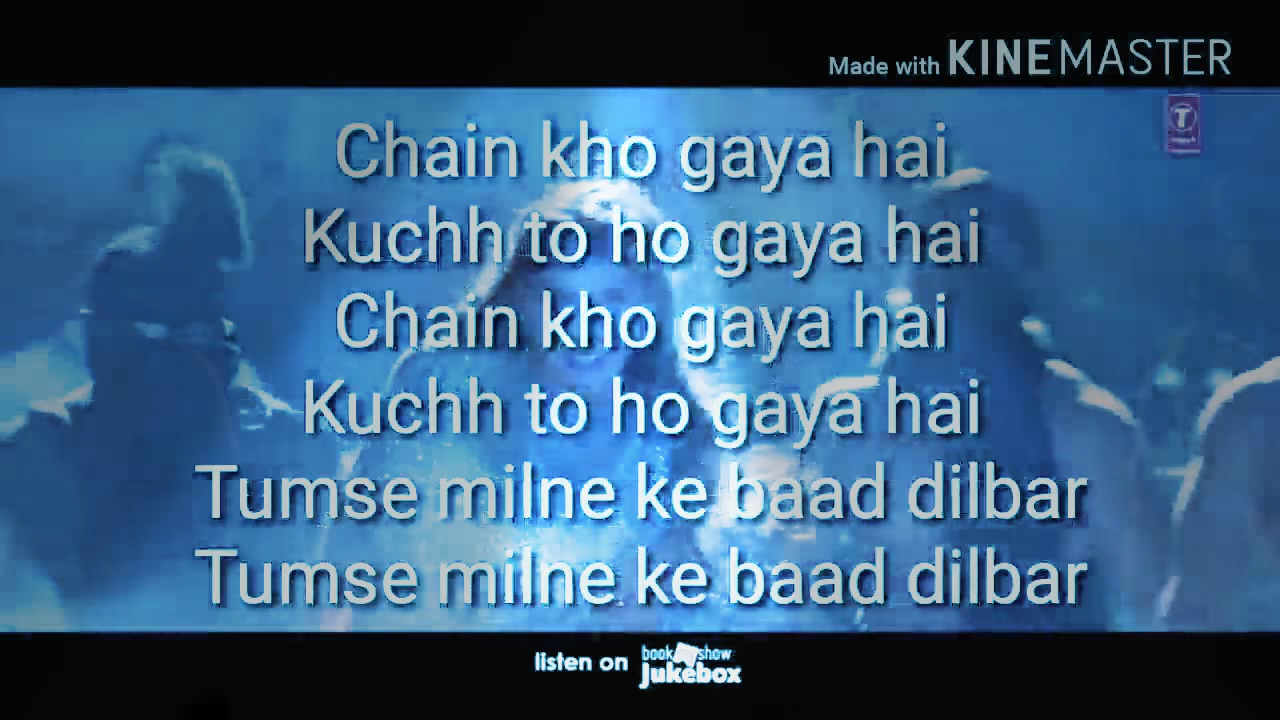 Made with KINEMASTER
T
Chain kho gaya hai
Kuchh to ho gaya hai
Chain kho gaya hai
Kuchh to ho gaya hai
Tumse milne ke baad dilbar
Tumse milne ke baad dilbar
listen on bookmyshow
Jukebox